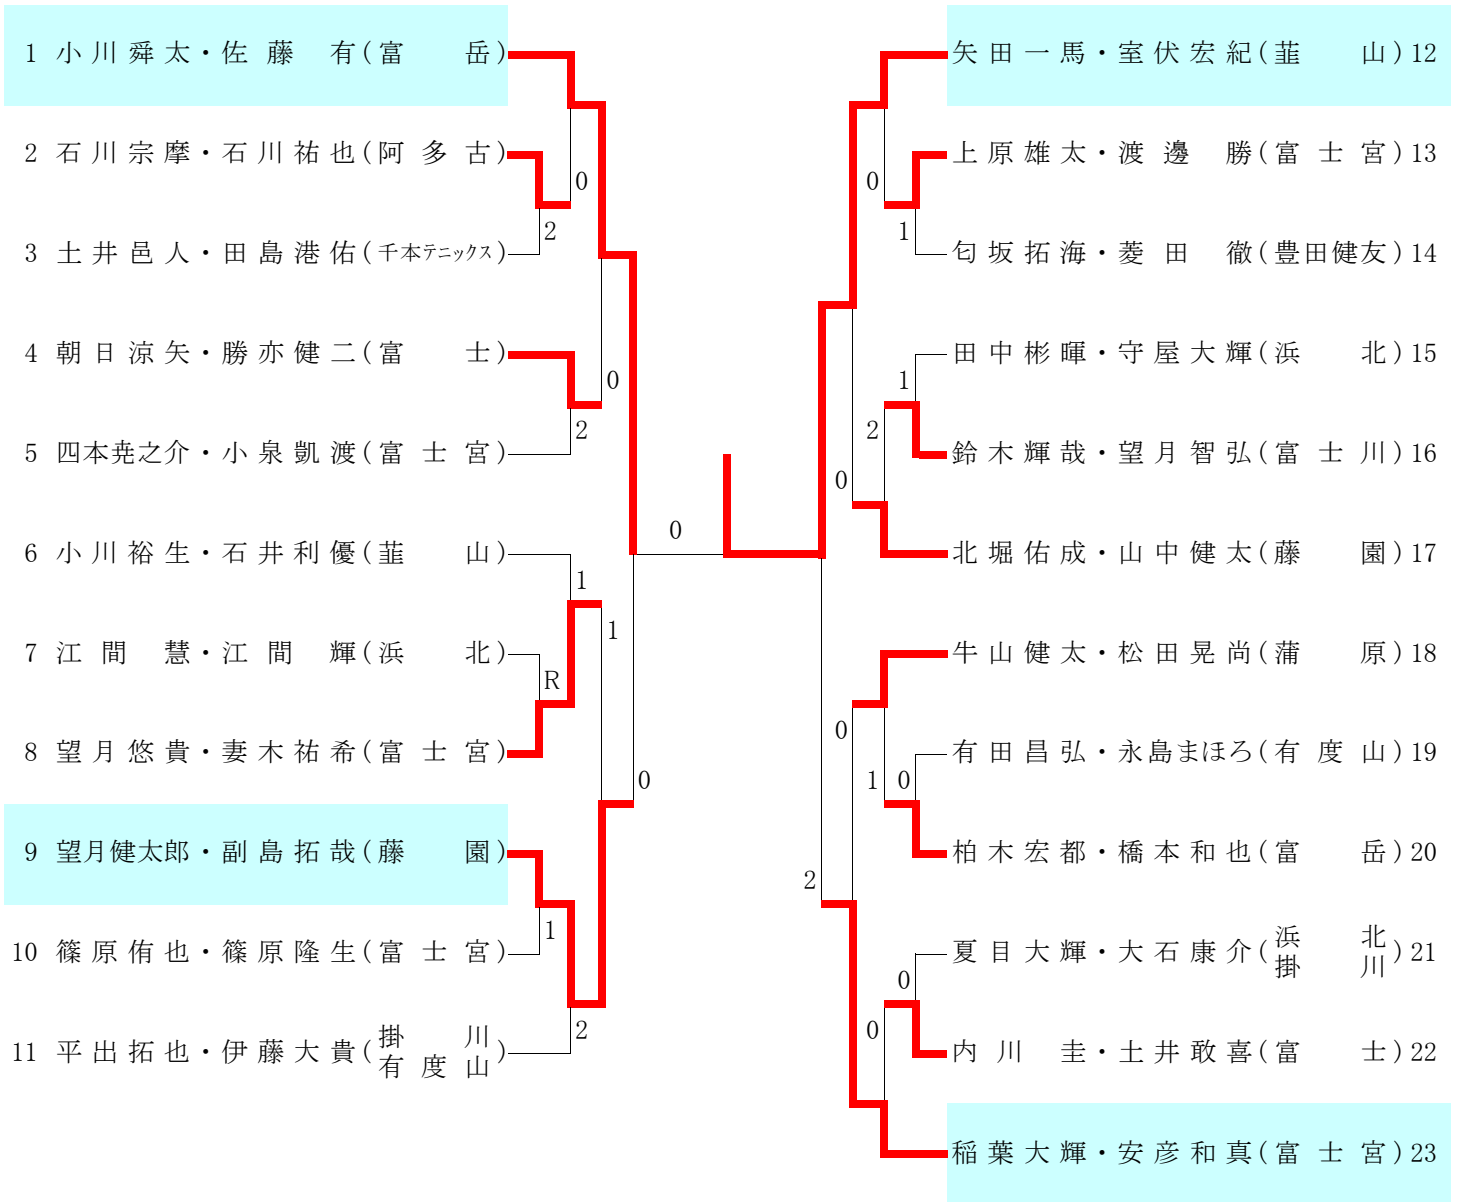 1 小川舜太・佐藤 有(富 岳)
2 石川宗摩・石川祐也(阿多古)
0
2
3 土井邑人・田島港佑(千本テニックス)
4 朝日涼矢・勝亦健二(富 士)
0
2
5 四本尭之介・小泉凱渡(富士宮)
6 小川裕生・石井利優(韮 山)
1
1
7 江間 慧・江間 輝(浜 北)
R
8 望月悠貴・妻木祐希(富士宮)
0
9 望月健太郎・副島拓哉(藤 園)
1
10 篠原侑也・篠原隆生(富士宮)
2
11 平出拓也・伊藤大貴(掛 川
有度山)
0
矢田一馬・室伏宏紀(韮 山)12
上原雄太・渡邊 勝(富士宮)13
0
1
匂坂拓海・菱田 徹(豊田健友)14
田中彬暉・守屋大輝(浜 北)15
1
2
鈴木輝哉・望月智弘(富士川)16
0
北堀佑成・山中健太(藤 園)17
牛山健太・松田晃尚(蒲 原)18
0
有田昌弘・永島まほろ(有度山)19
1
0
柏木宏都・橋本和也(富 岳)20
2
夏目大輝・大石康介(浜 北
掛 川)21
0
0
内川 圭・土井敢喜(富 士)22
稲葉大輝・安彦和真(富士宮)23